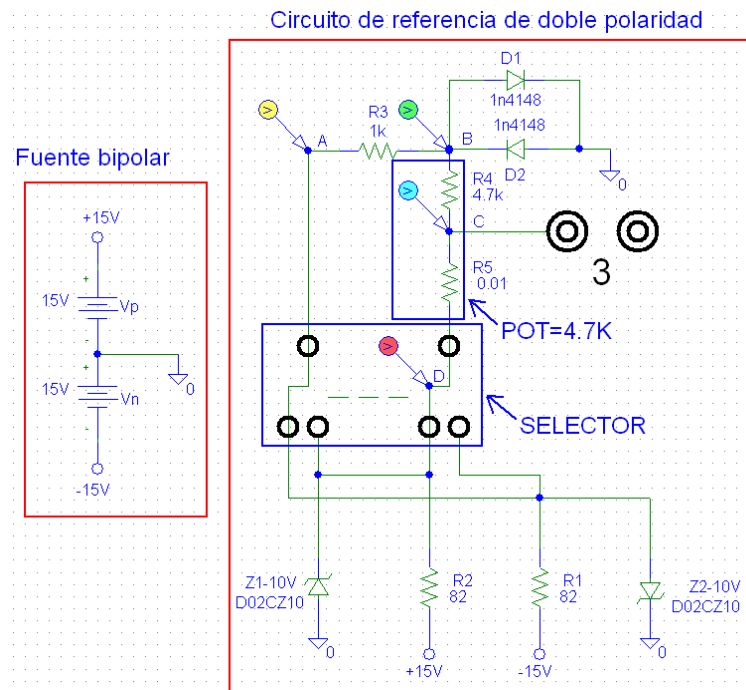 Circuito de referencia de doble polaridad
D1
1n4148
R3
1k
A
B
1n4148
D2
0
Fuente bipolar
R4
4.7k
C
+15V
R5
0.01
3
+
15V
Vp
-
POT=4.7K
0
+
15V
Vn
-
D
SELECTOR
-15V
Z1-10V
D02CZ10
R2
82
R1
82
Z2-10V
D02CZ10
0
+15V
-15V
0